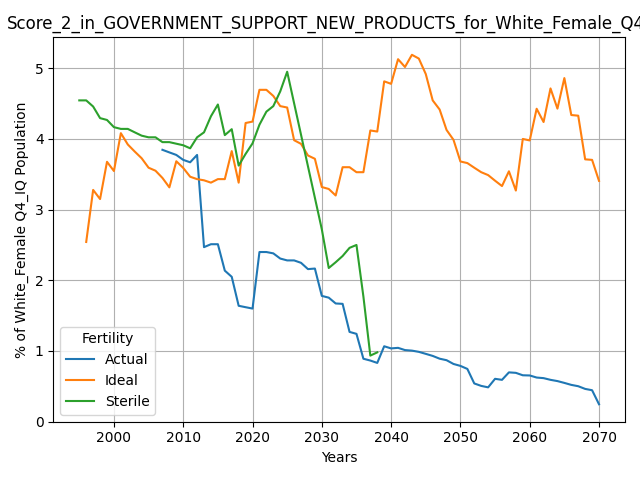 Score_2_in_GOVERNMENT_SUPPORT_NEW_PRODUCTS_for_White_Female_Q4
% of White_Female Q4_IQ Population
5
4
3
2
1
0
Fertility
Actual
Ideal
Sterile
2000 2010 2020 2030 2040 2050 2060 2070
Years